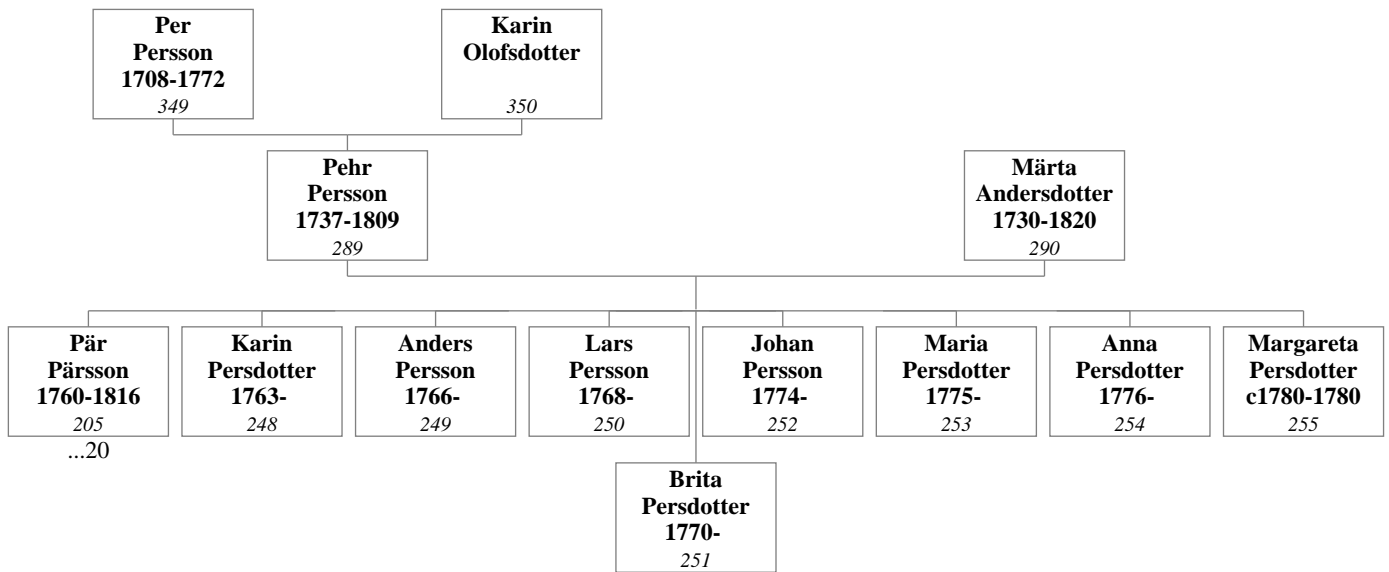 Per
Persson
1708-1772
349
Karin
Olofsdotter
350
Pehr
Persson
1737-1809
289
Märta
Andersdotter
1730-1820
290
Pär
Pärsson
1760-1816
205
...20
Karin
Persdotter
1763-
248
Anders
Persson
1766-
249
Lars
Persson
1768-
250
Johan
Persson
1774-
252
Maria
Persdotter
1775-
253
Anna
Persdotter
1776-
254
Margareta
Persdotter
c1780-1780
255
Brita
Persdotter
1770-
251